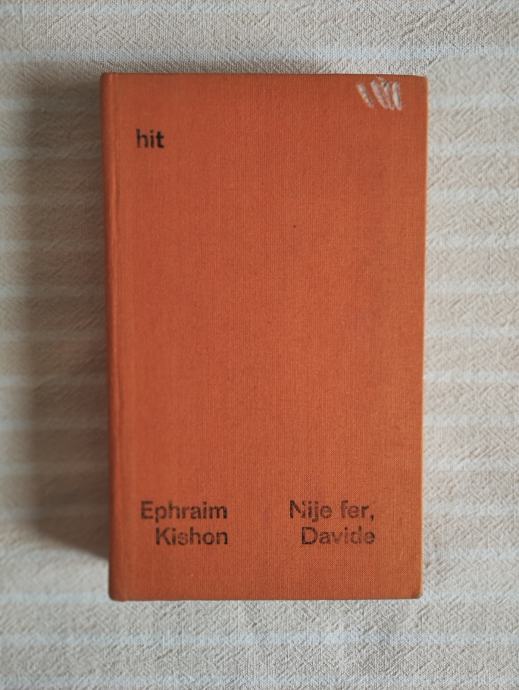 hit
Ephraim
Kishon
Nije fer,
Davide